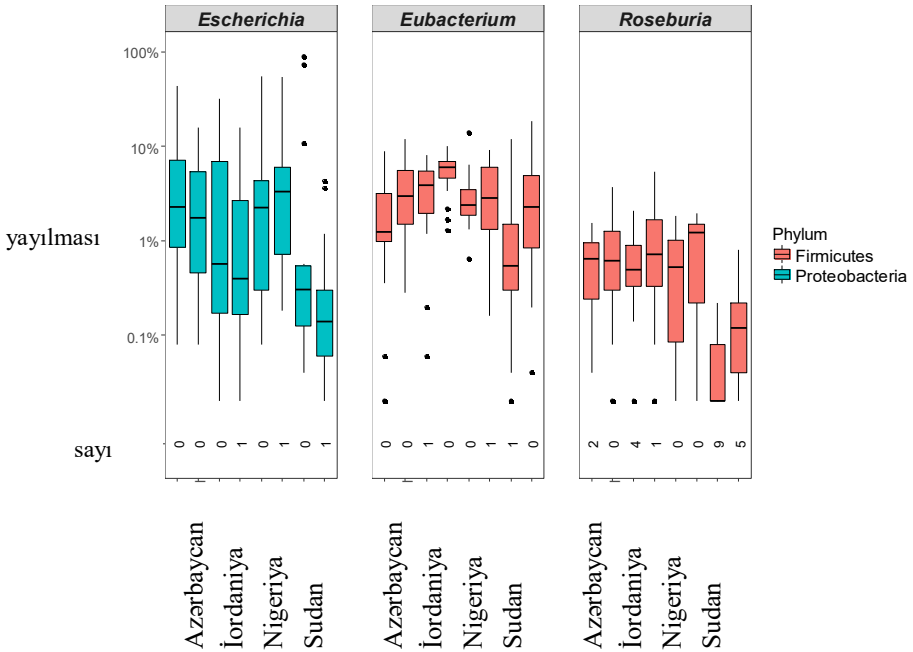 Escherichia Eubacterium Roseburia
100%
10%
yayılması
1%
0.1%
Phylum
Firmicutes
Proteobacteria
sayı
0 0 0 1 0 1 0 1
0 0 1 0 0 1 1 0
2 0 4 1 0 0 9 5
Azərbaycan
İordaniya
Nigeriya
Sudan
Azərbaycan
İordaniya
Nigeriya
Sudan
Azərbaycan
İordaniya
Nigeriya
Sudan